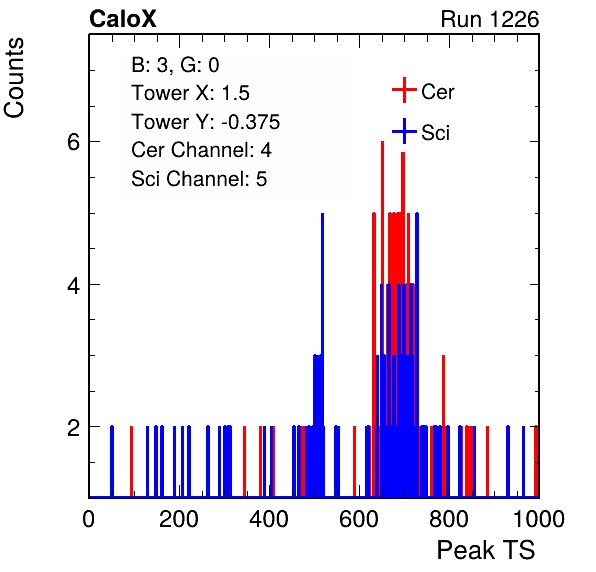 CaloX Run 1226
Counts
B: 3, G: 0
Tower X: 1.5
Tower Y: -0.375
Cer Channel: 4
Sci Channel: 5
Cer
Sci
6
4
2
0 200 400 600 800 1000
Peak TS